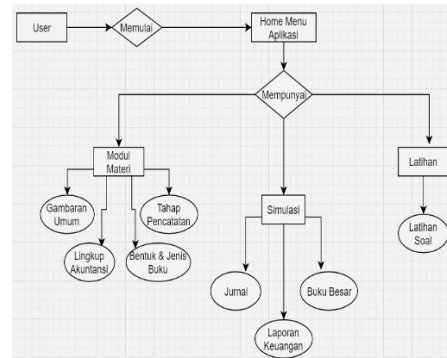 User
Memulai
Home Menu
Aplikasi
Mempunyai
Modul
Materi
Latihan
Gambaran
Umum
Tahap
Pencatatan
Simulasi
Latihan
Soal
Lingkup
Akuntansi
Bentuk & Jenis
Buku
Jurnal
Buku Besar
Laporan
Keuangan